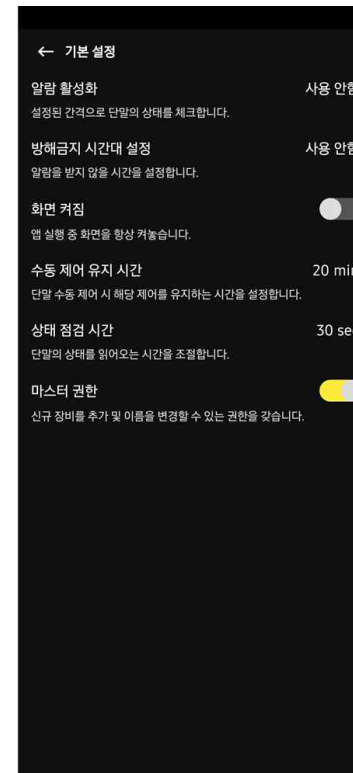 ← 기본 설정
알람 활성화 사용 안함
설정된 간격으로 단말의 상태를 체크합니다.
방해금지 시간대 설정 사용 안함
알람을 받지 않을 시간을 설정합니다.
화면 켜짐
앱 실행 중 화면을 항상 켜놓습니다.
수동 제어 유지 시간 20 min
단말 수동 제어 시 해당 제어를 유지하는 시간을 설정합니다.
상태 점검 시간 30 sec
단말의 상태를 읽어오는 시간을 조절합니다.
마스터 권한
신규 장비를 추가 및 이름을 변경할 수 있는 권한을 갖습니다.